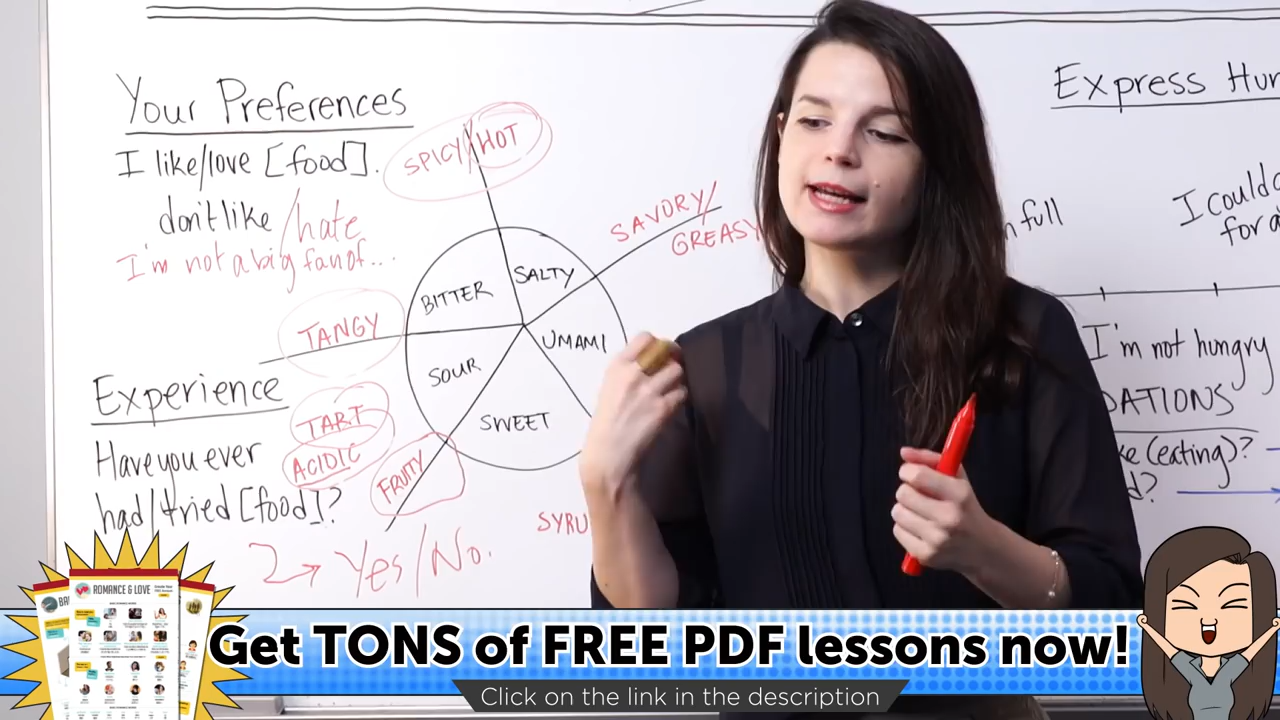 Your Preferences
I like/love [food].
don't like /hate
I'm not a big fan of...
SPICY/HOT
SAVORY/
GREASY
BITTER
SALTY
UMAMI
SOUR
SWEET
TANGY
TART
ACIDIC
FRUITY
SYRU
Experience
Have you ever
had/tried [food]?
Yes/No.
Express Hun
full
I could
for a
I'm not hungry
DATIONS
ke (eating)?
d?
ROMANCE & LOVE
Get TONS of FREE PDF lessons now!
Click on the link in the description